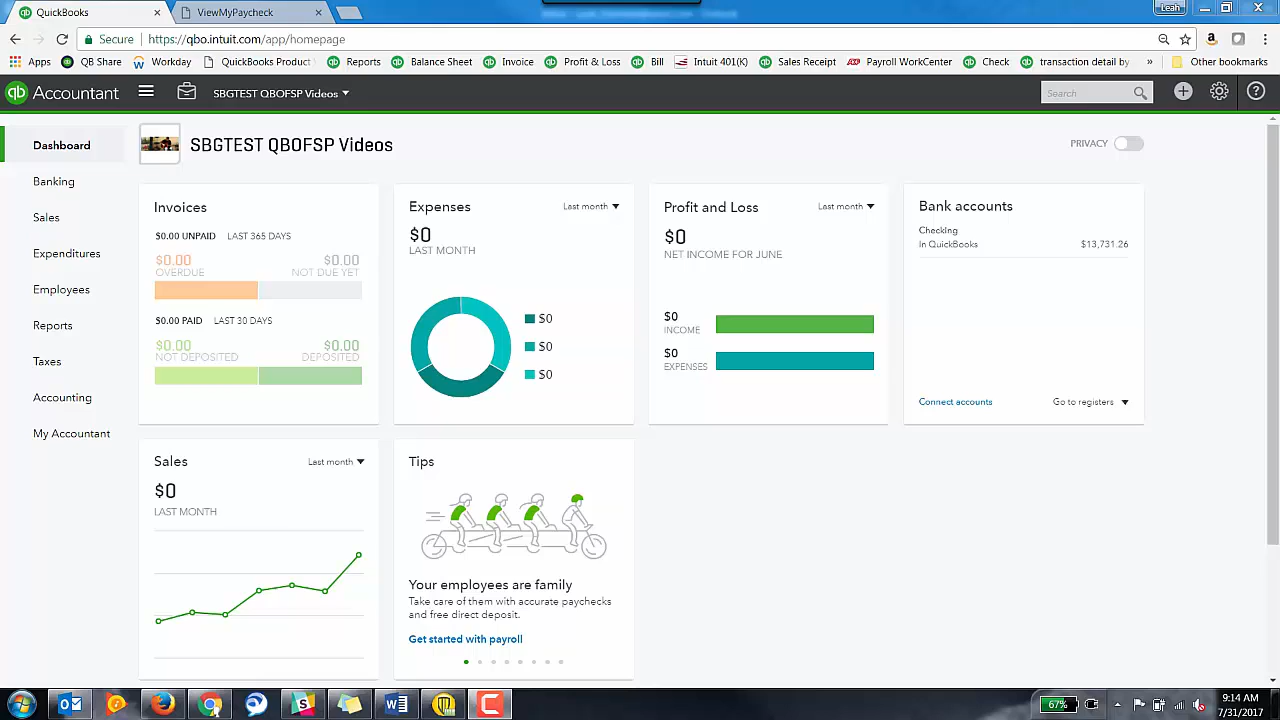 QuickBooks
ViewMyPaycheck
Leah
Secure https://qbo.intuit.com/app/homepage
Apps QB Share Workday QuickBooks Product Reports Balance Sheet Invoice Profit & Loss Bill Intuit 401(K) Sales Receipt Payroll WorkCenter Check transaction detail by » Other bookmarks
qb Accountant SBGTEST QBOFSP Videos Search
Dashboard
Banking
Sales
Expenditures
Employees
Reports
Taxes
Accounting
My Accountant
SBGTEST QBOFSP Videos
PRIVACY
Invoices
$0.00 UNPAID LAST 365 DAYS
$0.00 $0.00
OVERDUE NOT DUE YET
$0.00 PAID LAST 30 DAYS
$0.00 $0.00
NOT DEPOSITED DEPOSITED
Expenses Last month
$0
LAST MONTH
$0
$0
$0
Profit and Loss Last month
$0
NET INCOME FOR JUNE
$0
INCOME
$0
EXPENSES
Bank accounts
Checking
In QuickBooks $13,731.26
Connect accounts Go to registers
Sales Last month
$0
LAST MONTH
Tips
Your employees are family
Take care of them with accurate paychecks
and free direct deposit.
Get started with payroll
67%
9:14 AM
7/31/2017